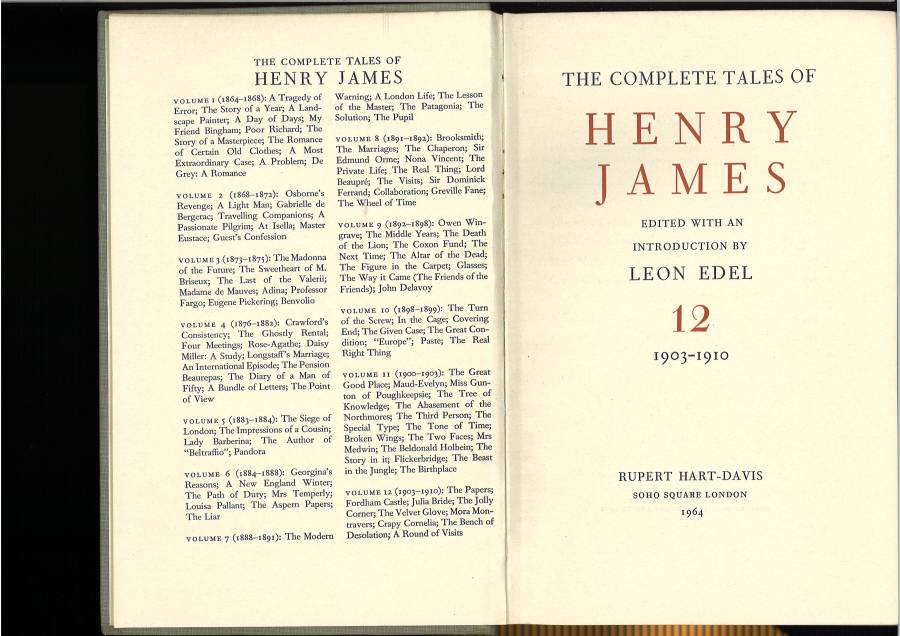 THE COMPLETE TALES OF
HENRY JAMES
VOLUME 1 (1864–1868): A Tragedy of
Error; The Story of a Year; A Land-
scape Painter; A Day of Days; My
Friend Bingham; Poor Richard; The
Story of a Masterpiece; The Romance
of Certain Old Clothes; A Most
Extraordinary Case; A Problem; De
Grey: A Romance
VOLUME 2 (1868–1872): Osborne's
Revenge; A Light Man; Gabrielle de
Bergerac; Travelling Companions; A
Passionate Pilgrim; At Isella; Master
Eustace; Guest's Confession
VOLUME 3 (1873–1875): The Madonna
of the Future; The Sweetheart of M.
Briseux; The Last of the Valerii;
Madame de Mauves; Adina; Professor
Fargo; Eugene Pickering; Benvolio
VOLUME 4 (1876–1882): Crawford's
Consistency; The Ghostly Rental;
Four Meetings; Rose-Agathe; Daisy
Miller: A Study; Longstaff's Marriage;
An International Episode; The Pension
Beaurepas; The Diary of a Man of
Fifty; A Bundle of Letters; The Point
of View
VOLUME 5 (1883–1884): The Siege of
London; The Impressions of a Cousin;
Lady Barberina; The Author of
"Beltraffio"; Pandora
VOLUME 6 (1884–1888): Georgina's
Reasons; A New England Winter;
The Path of Duty; Mrs Temperly;
Louisa Pallant; The Aspern Papers;
The Liar
VOLUME 7 (1888–1891): The Modern
Warning; A London Life; The Lesson
of the Master; The Patagonia; The
Solution; The Pupil
VOLUME 8 (1891–1892): Brooksmith;
The Marriages; The Chaperon; Sir
Edmund Orme; Nona Vincent; The
Private Life; The Real Thing; Lord
Beaupré; The Visits; Sir Dominick
Ferrand; Collaboration; Greville Fane;
The Wheel of Time
VOLUME 9 (1892–1898): Owen Win-
grave; The Middle Years; The Death
of the Lion; The Coxon Fund; The
Next Time; The Altar of the Dead;
The Figure in the Carpet; Glasses;
The Way it Came (The Friends of the
Friends); John Delavoy
VOLUME 10 (1898–1899): The Turn
of the Screw; In the Cage; Covering
End; The Given Case; The Great Con-
dition; "Europe"; Paste; The Real
Right Thing
VOLUME 11 (1900–1903): The Great
Good Place; Maud-Evelyn; Miss Gun-
ton of Poughkeepsie; The Tree of
Knowledge; The Abasement of the
Northmores; The Third Person; The
Special Type; The Tone of Time;
Broken Wings; The Two Faces; Mrs
Medwin; The Beldonald Holbein; The
Story in it; Flickerbridge; The Beast
in the Jungle; The Birthplace
VOLUME 12 (1903–1910): The Papers;
Fordham Castle; Julia Bride; The Jolly
Corner; The Velvet Glove; Mora Mon-
travers; Crapy Cornelia; The Bench of
Desolation; A Round of Visits
THE COMPLETE TALES OF
HENRY
JAMES
EDITED WITH AN
INTRODUCTION BY
LEON EDEL
12
1903–1910
RUPERT HART-DAVIS
SOHO SQUARE LONDON
1964